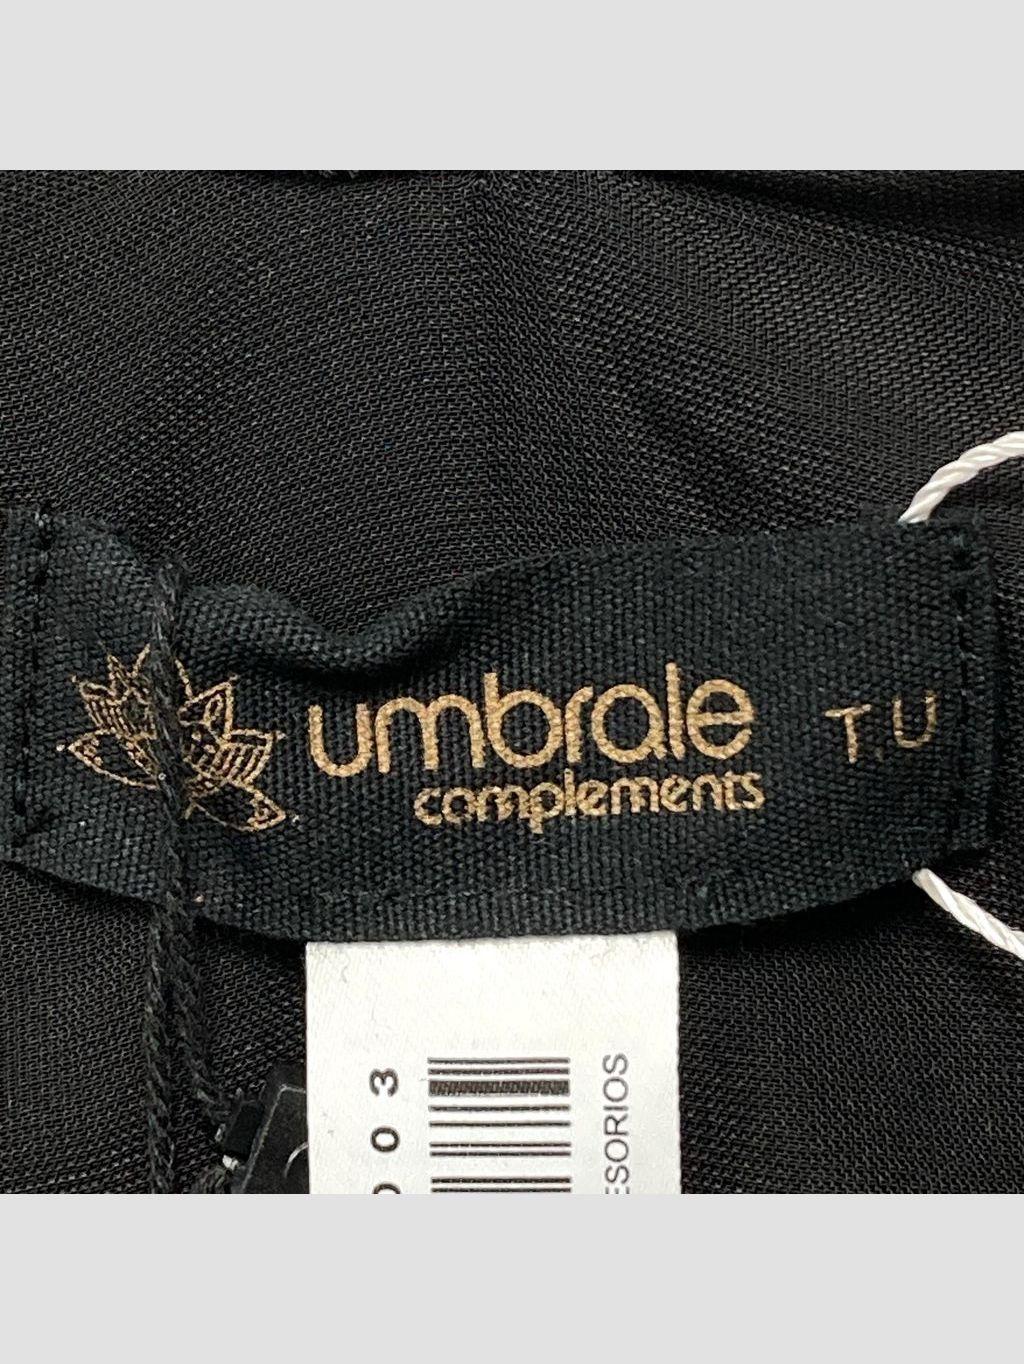 umbrale
complements
T.U
003
ESORIOS